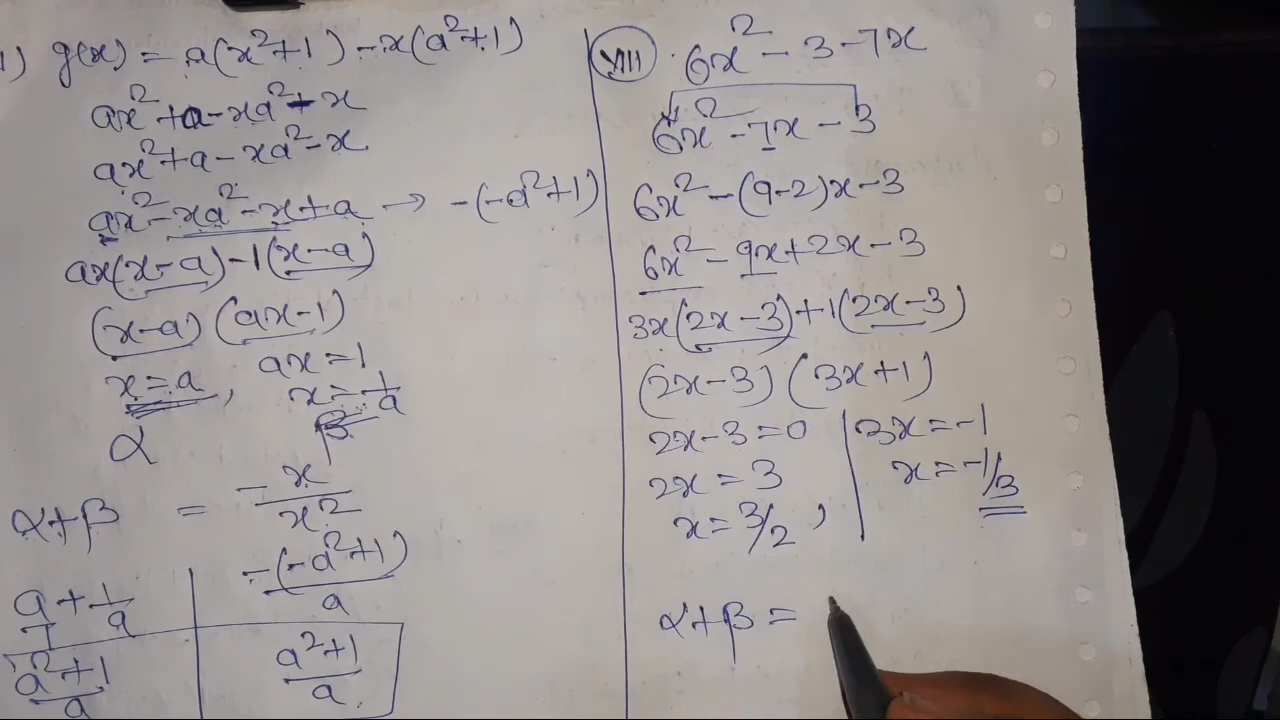 1) g(x) = a(x²+1) - x(a²+1)
ax²+a-xa²+x
ax²+a-xa²-x
ax²-xa²-x+a → -(-a²+1)
ax(x-a)-1(x-a)
(x-a) (ax-1)
x=a, ax=1
x=1/a
α β
α+β = -x/x²
-(-a²+1)/a
a+1/a
a²+1/a a²+1/a
VIII 6x²-3-7x
6x²-7x-3
6x²-(9-2)x-3
6x²-9x+2x-3
3x(2x-3)+1(2x-3)
(2x-3) (3x+1)
2x-3=0 3x=-1
2x=3 x=-1/3
x=3/2,
α+β=